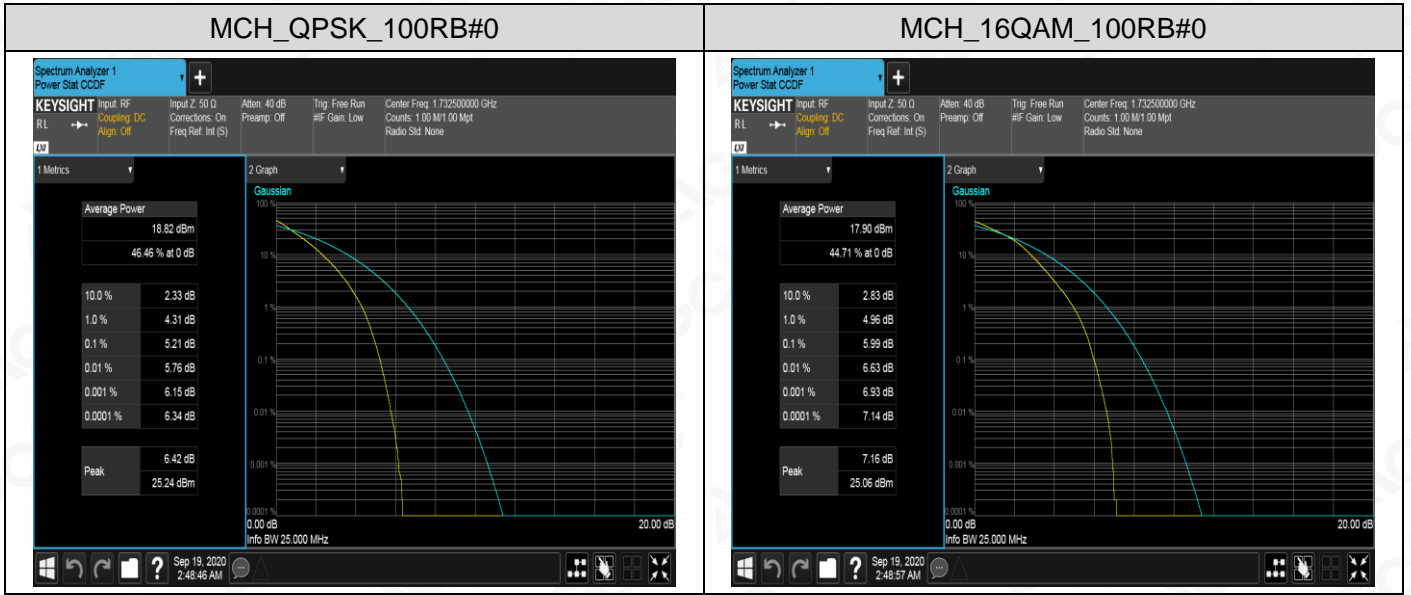 MCH_QPSK_100RB#0
Spectrum Analyzer 1
Power Stat CCDF
+
KEYSIGHT
RL
LXI
Input: RF
Coupling: DC
Align: Off
Input Z: 50 Ω
Corrections: On
Freq Ref: Int (S)
Atten: 40 dB
Preamp: Off
Trig: Free Run
#IF Gain: Low
Center Freq: 1.732500000 GHz
Counts: 1.00 M/1.00 Mpt
Radio Std: None
1 Metrics
Average Power
18.82 dBm
46.46 % at 0 dB
10.0 % 2.33 dB
1.0 % 4.31 dB
0.1 % 5.21 dB
0.01 % 5.76 dB
0.001 % 6.15 dB
0.0001 % 6.34 dB
Peak
6.42 dB
25.24 dBm
2 Graph
Gaussian
100 %
10 %
1 %
0.1 %
0.01 %
0.001 %
0.0001 %
0.00 dB 20.00 dB
Info BW 25.000 MHz
?
Sep 19, 2020
2:48:46 AM
MCH_16QAM_100RB#0
Spectrum Analyzer 1
Power Stat CCDF
+
KEYSIGHT
RL
LXI
Input: RF
Coupling: DC
Align: Off
Input Z: 50 Ω
Corrections: On
Freq Ref: Int (S)
Atten: 40 dB
Preamp: Off
Trig: Free Run
#IF Gain: Low
Center Freq: 1.732500000 GHz
Counts: 1.00 M/1.00 Mpt
Radio Std: None
1 Metrics
Average Power
17.90 dBm
44.71 % at 0 dB
10.0 % 2.83 dB
1.0 % 4.96 dB
0.1 % 5.99 dB
0.01 % 6.63 dB
0.001 % 6.93 dB
0.0001 % 7.14 dB
Peak
7.16 dB
25.06 dBm
2 Graph
Gaussian
100 %
10 %
1 %
0.1 %
0.01 %
0.001 %
0.0001 %
0.00 dB 20.00 dB
Info BW 25.000 MHz
?
Sep 19, 2020
2:48:57 AM